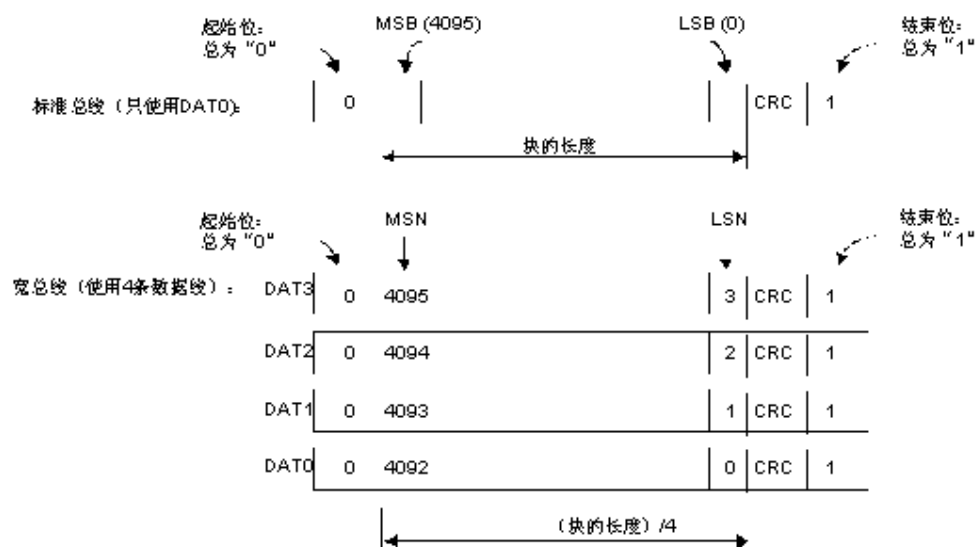 起始位：
总为“0”
MSB (4095)
LSB (0)
结束位：
总为“1”
标准总线（只使用DAT0）：
0
CRC
1
块的长度
起始位：
总为“0”
MSN
LSN
结束位：
总为“1”
宽总线（使用4条数据线）：
DAT3 0 4095 3 CRC 1
DAT2 0 4094 2 CRC 1
DAT1 0 4093 1 CRC 1
DAT0 0 4092 0 CRC 1
（块的长度）/4